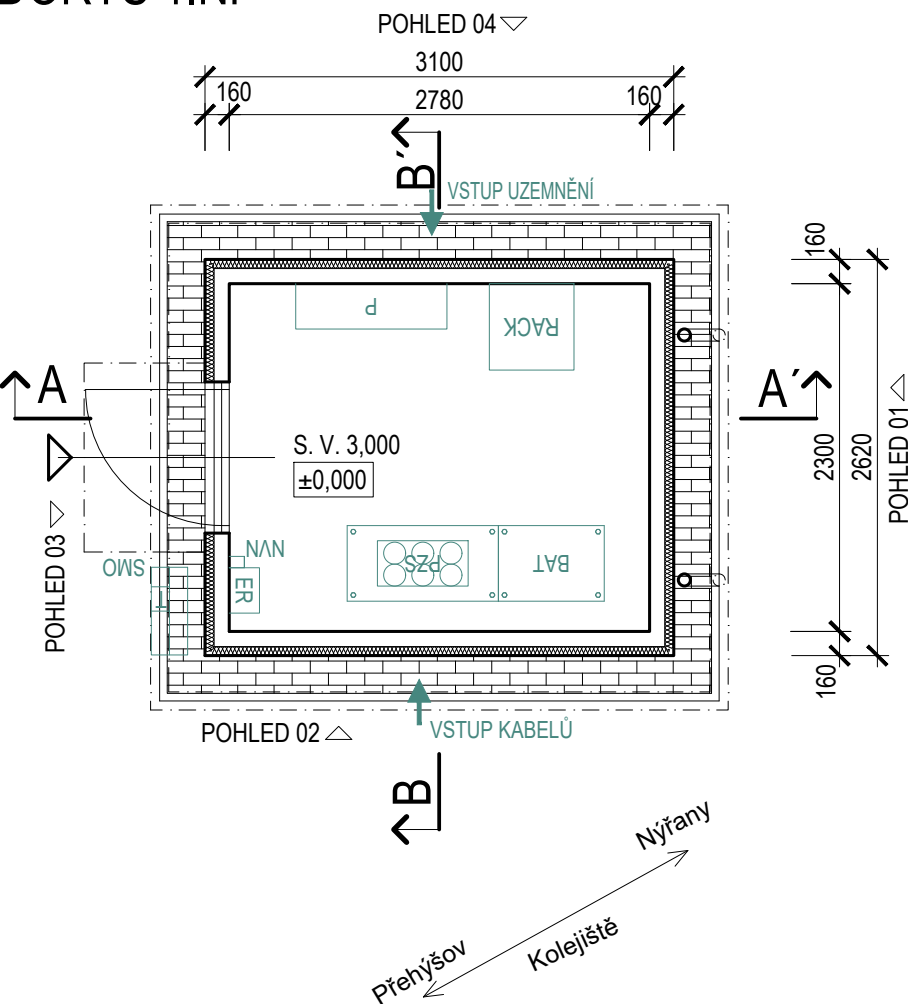 POHLED 04
3100
160
2780
160
B´
VSTUP UZEMNĚNÍ
160
P
RACK
A
A´
S. V. 3,000
±0,000
2300
2620
POHLED 01
POHLED 03
NVN
SMO
ER
T
PZS
BAT
160
POHLED 02
VSTUP KABELŮ
B
Nýřany
Kolejiště
Přehýšov